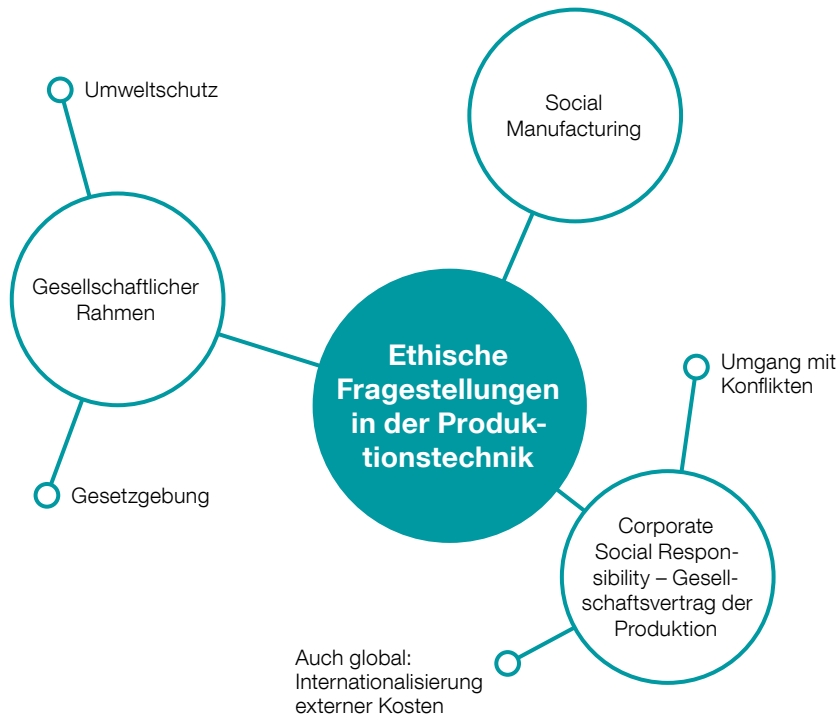 Umweltschutz
Social
Manufacturing
Gesellschaftlicher
Rahmen
Ethische
Fragestellungen
in der Produk-
tionstechnik
Umgang mit
Konflikten
Gesetzgebung
Corporate
Social Respon-
sibility – Gesell-
schaftsvertrag der
Produktion
Auch global:
Internationalisierung
externer Kosten